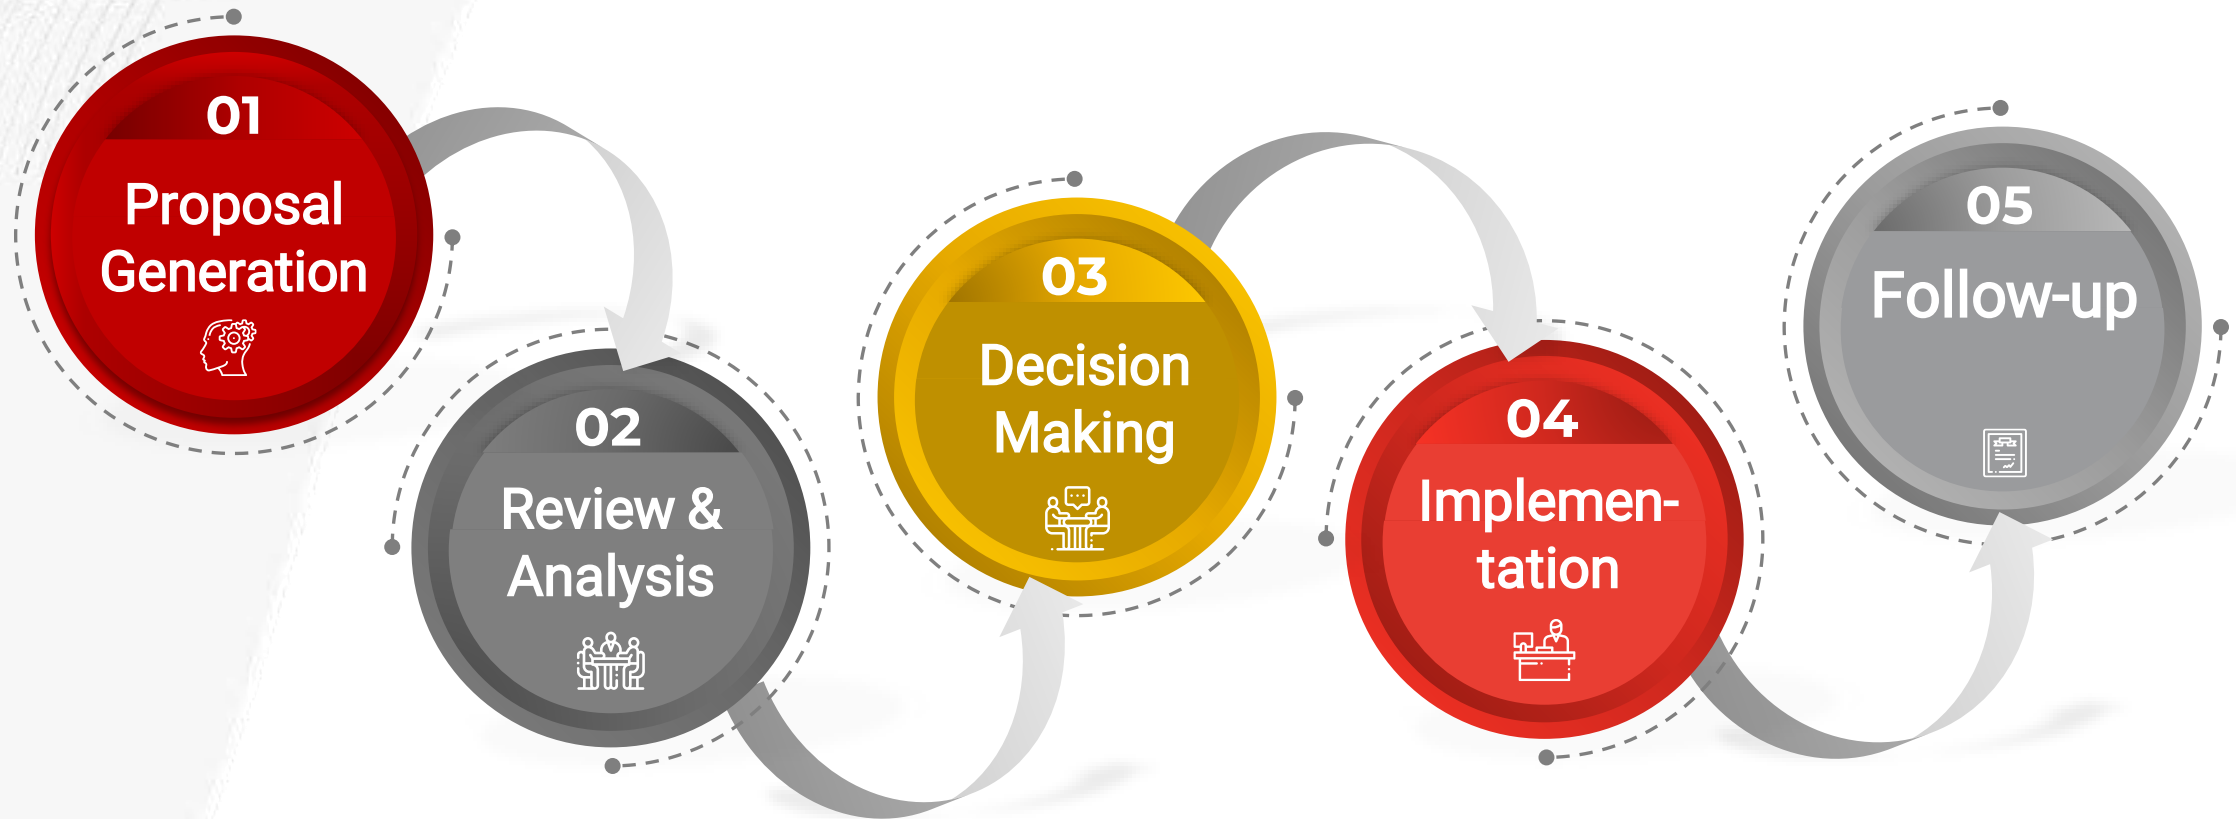 01
Proposal
Generation
02
Review &
Analysis
03
Decision
Making
04
Implemen-
tation
05
Follow-up